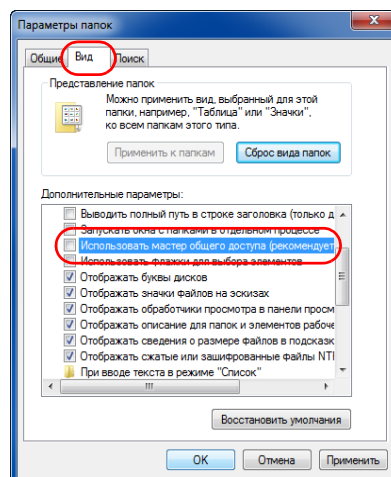 Параметры папок
Общие Вид Поиск
Представление папок
Можно применить вид, выбранный для этой
папки, например, "Таблица" или "Значки",
ко всем папкам этого типа.
Применить к папкам Сброс вида папок
Дополнительные параметры:
Выводить полный путь в строке заголовка (только д
Запускать окна с папками в отдельном процессе
Использовать мастер общего доступа (рекомендует
Использовать флажки для выбора элементов
Отображать буквы дисков
Отображать значки файлов на эскизах
Отображать обработчики просмотра в панели просм
Отображать описание для папок и элементов рабоче
Отображать сведения о размере файлов в подсказк
Отображать сжатые или зашифрованные файлы NTI
При вводе текста в режиме "Список"
Восстановить умолчания
OK Отмена Применить